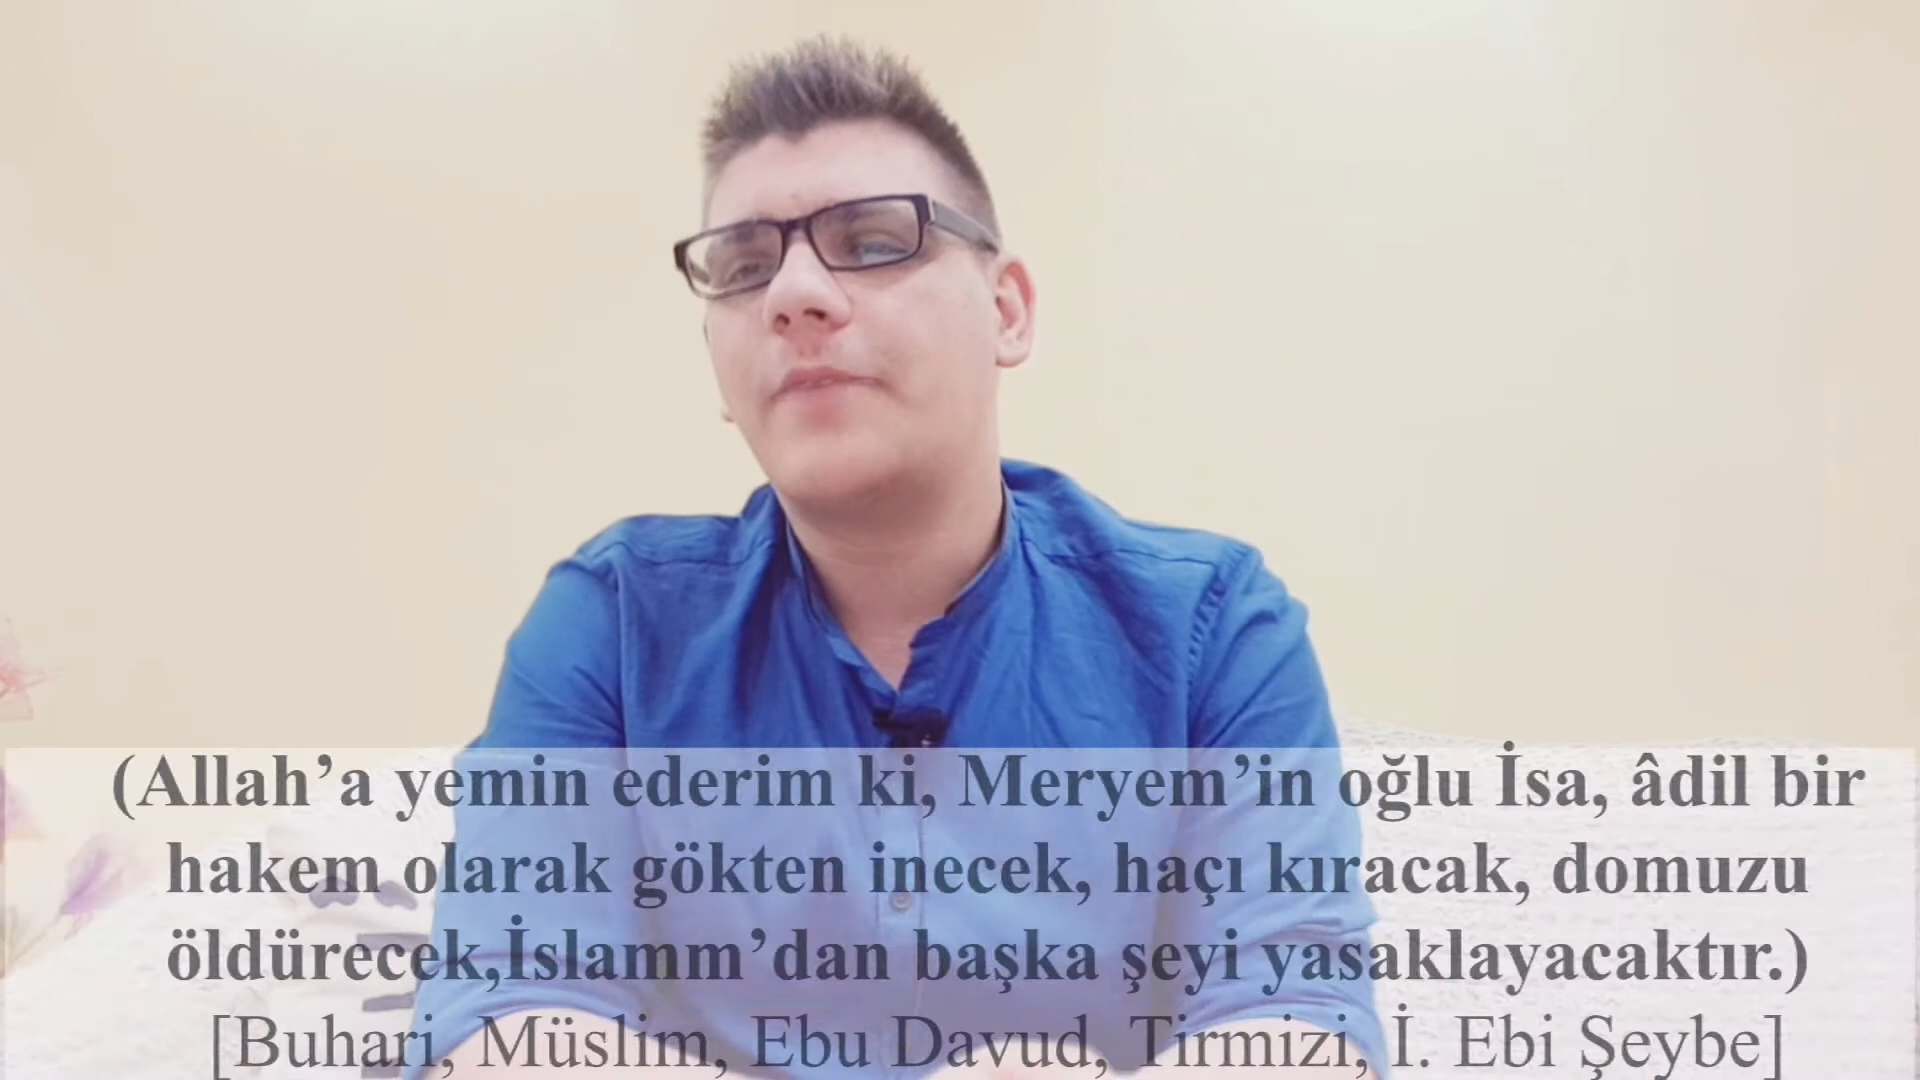 (Allah’a yemin ederim ki, Meryem’in oğlu İsa, âdil bir
hakem olarak gökten inecek, haçı kıracak, domuzu
öldürecek,İslamm’dan başka şeyi yasaklayacaktır.)
[Buhari, Müslim, Ebu Davud, Tirmizi, İ. Ebi Şeybe]